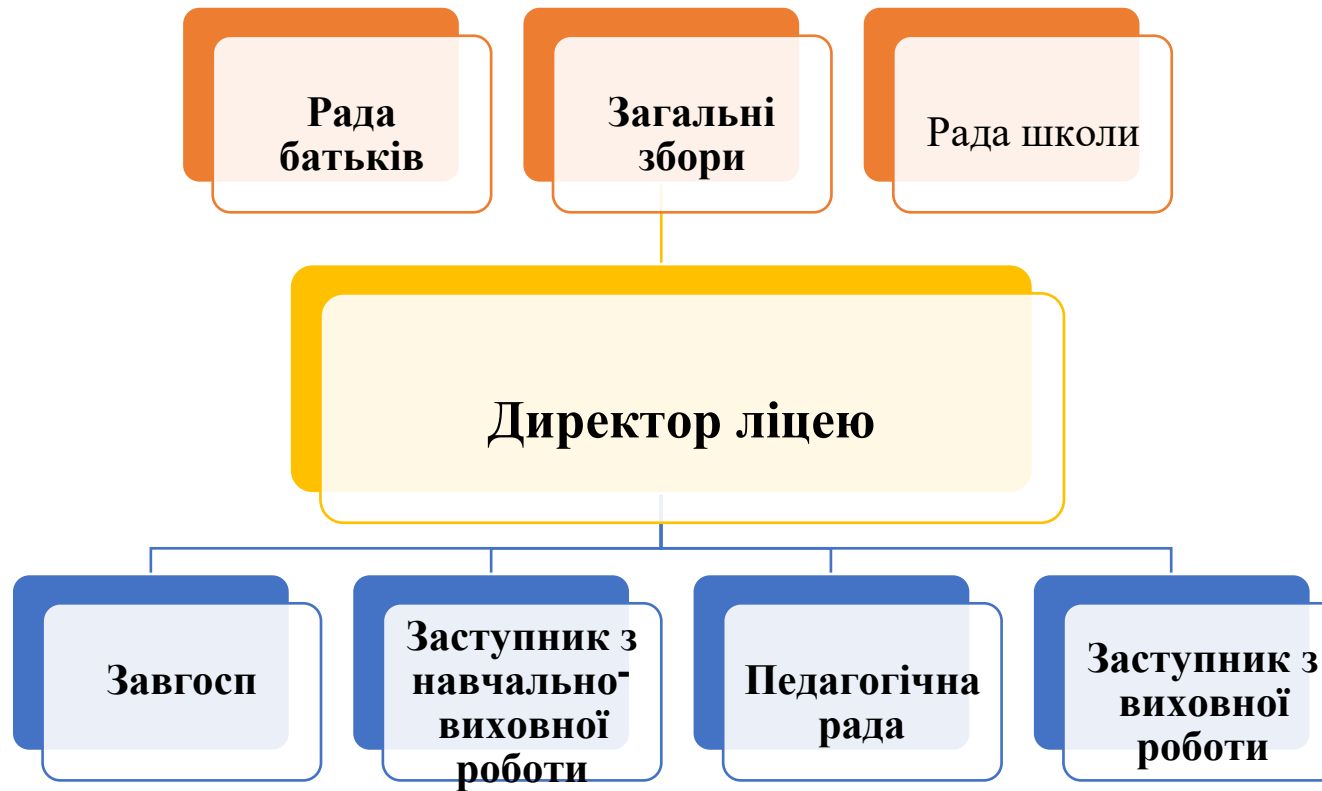 Рада
батьків
Загальні
збори
Рада школи
Директор ліцею
Завгосп
Заступник з
навчально-
виховної
роботи
Педагогічна
рада
Заступник з
виховної
роботи